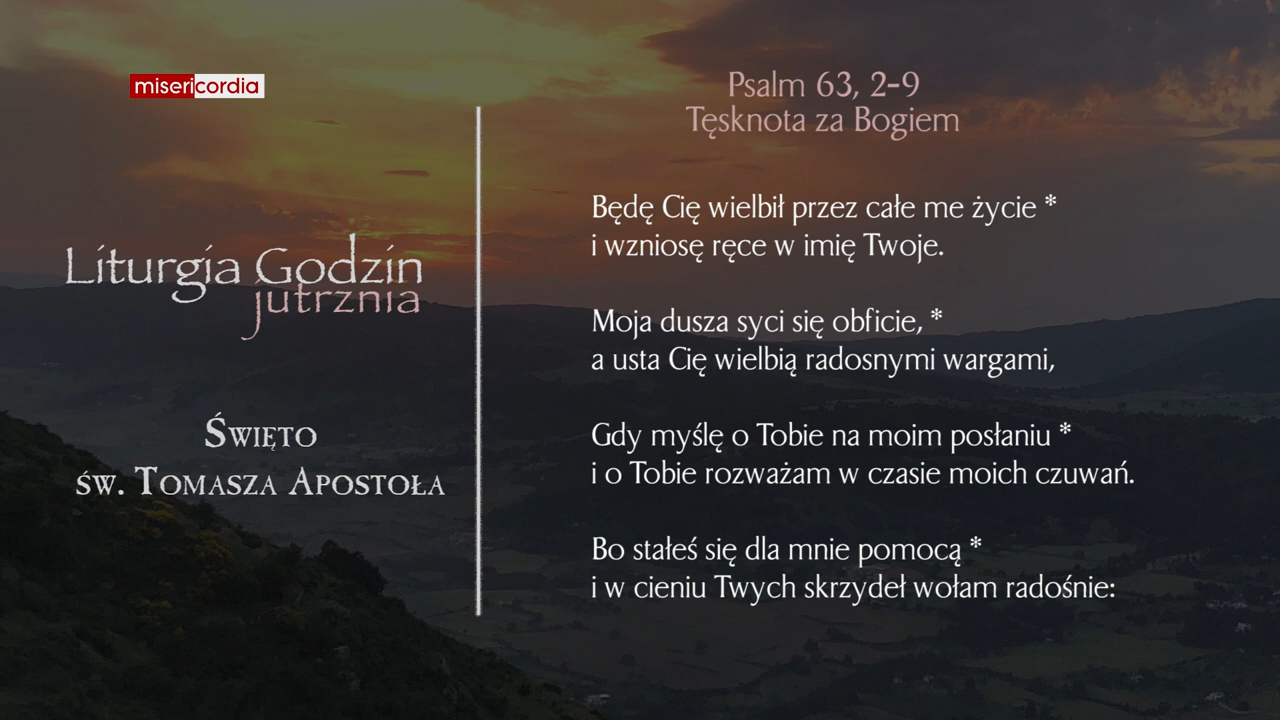 misericordia
Liturgia Godzin
jutrznia
Święto
św. Tomasza Apostoła
Psalm 63, 2-9
Tęsknota za Bogiem
Będę Cię wielbił przez całe me życie *
i wzniosę ręce w imię Twoje.
Moja dusza syci się obficie, *
a usta Cię wielbią radosnymi wargami,
Gdy myślę o Tobie na moim posłaniu *
i o Tobie rozważam w czasie moich czuwań.
Bo stałeś się dla mnie pomocą *
i w cieniu Twych skrzydeł wołam radośnie: